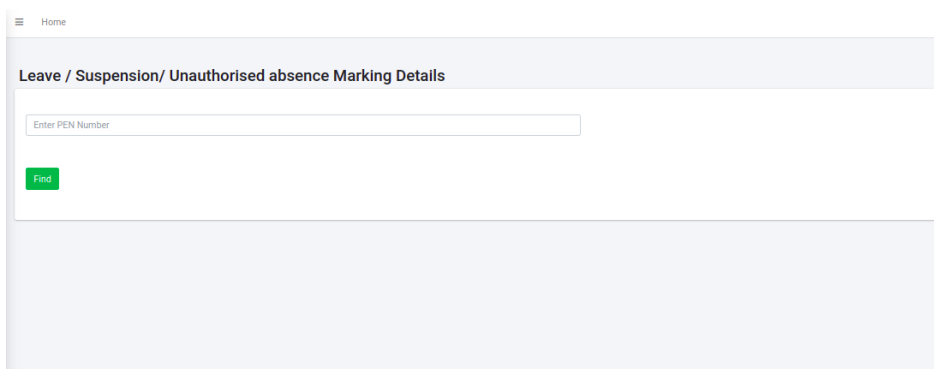 Home
Leave / Suspension/ Unauthorised absence Marking Details
Enter PEN Number
Find